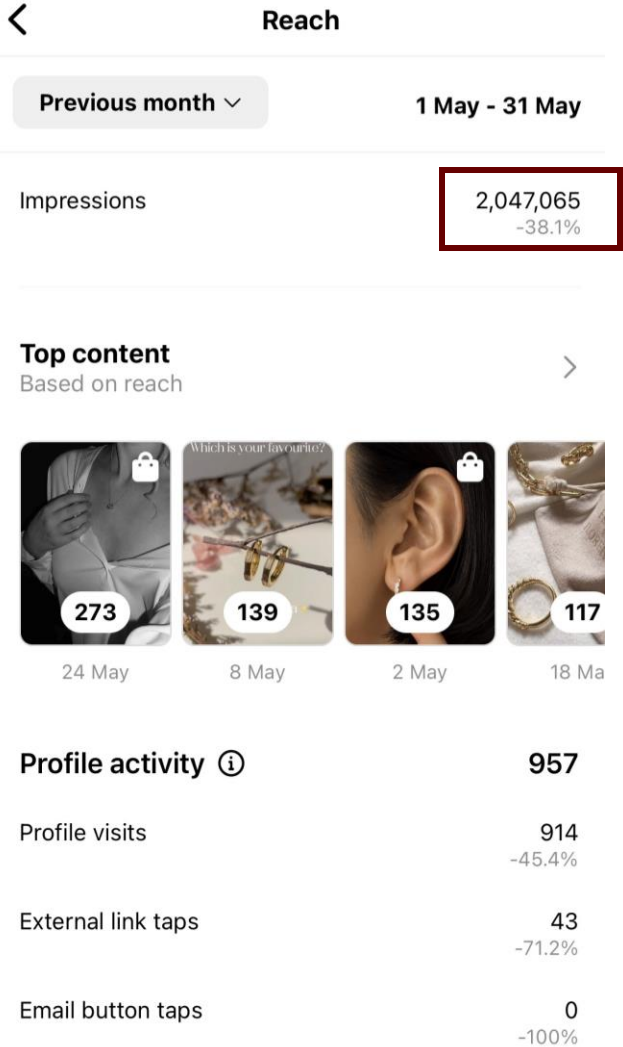 Reach
Previous month
1 May - 31 May
Impressions
2,047,065
-38.1%
Top content
Based on reach
Which is your favourite?
273
139
135
117
24 May
8 May
2 May
18 Ma
Profile activity
957
Profile visits
914
-45.4%
External link taps
43
-71.2%
Email button taps
0
-100%